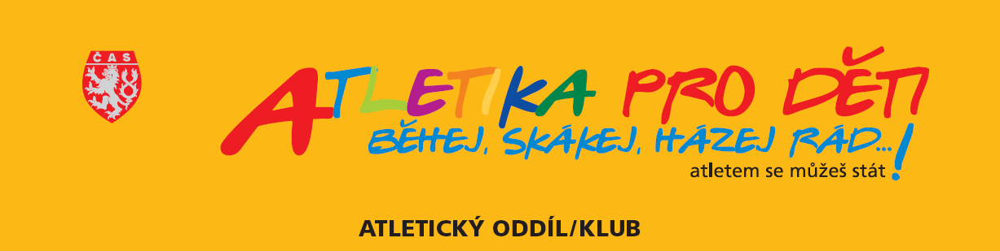 ČAS
ATLETIKA PRO DĚTI
BĚHEJ, SKÁKEJ, HÁZEJ RÁD...!
atletem se můžeš stát
ATLETICKÝ ODDÍL/KLUB